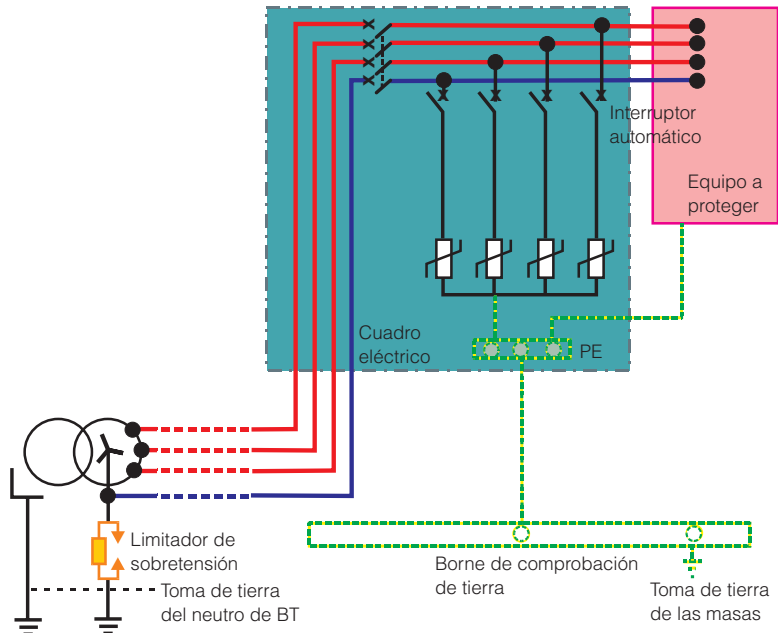 Interruptor
automático
Equipo a
proteger
Cuadro
eléctrico
PE
Limitador de
sobretensión
Toma de tierra
del neutro de BT
Borne de comprobación
de tierra
Toma de tierra
de las masas